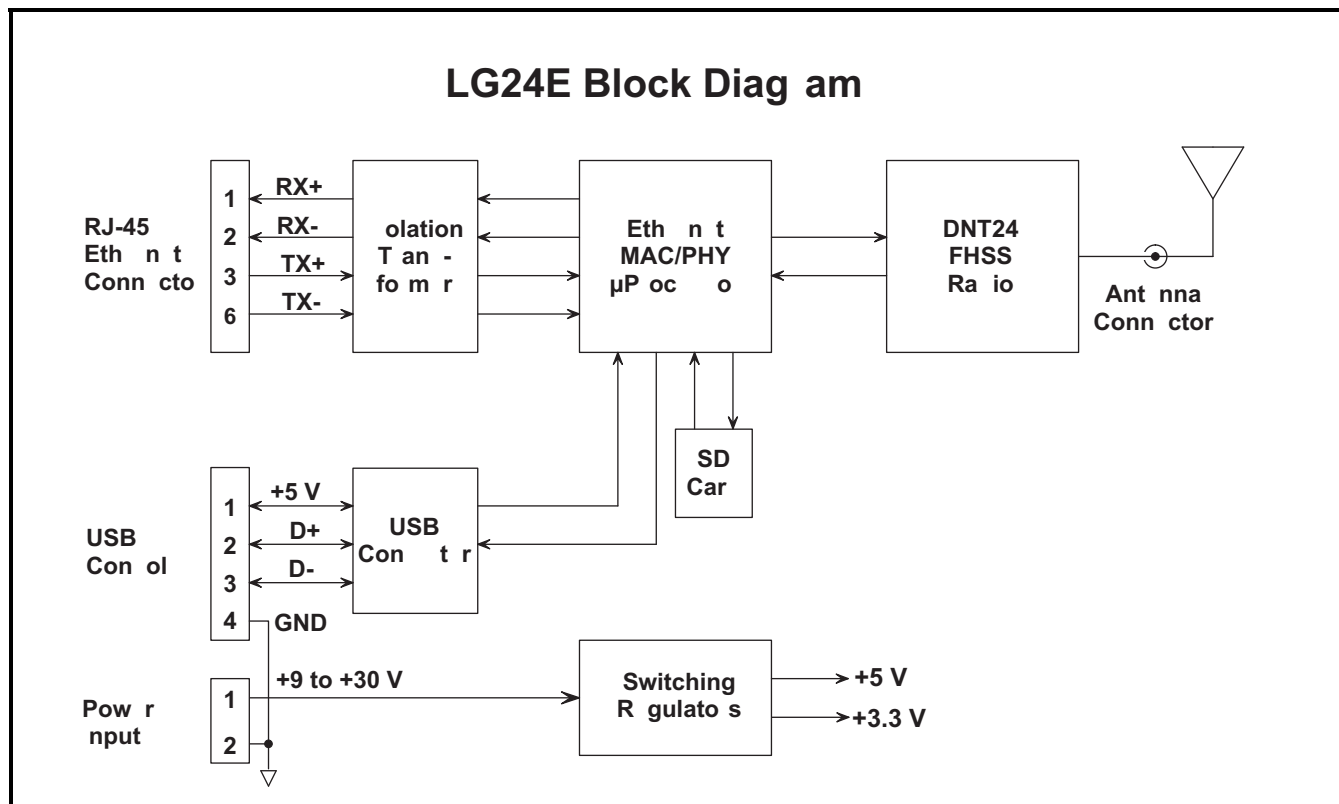 LG24E Block Diag am
RJ-45
Eth n t
Conn cto
1
2
3
6
RX+
RX-
TX+
TX-
olation
T an -
fo m r
Eth n t
MAC/PHY
µP oc o
DNT24
FHSS
Ra io
Ant nna
Conn ctor
SD
Car
USB
Con ol
1
2
3
4
+5 V
D+
D-
GND
USB
Con t r
Pow r
nput
1
2
+9 to +30 V
Switching
R gulato s
+5 V
+3.3 V